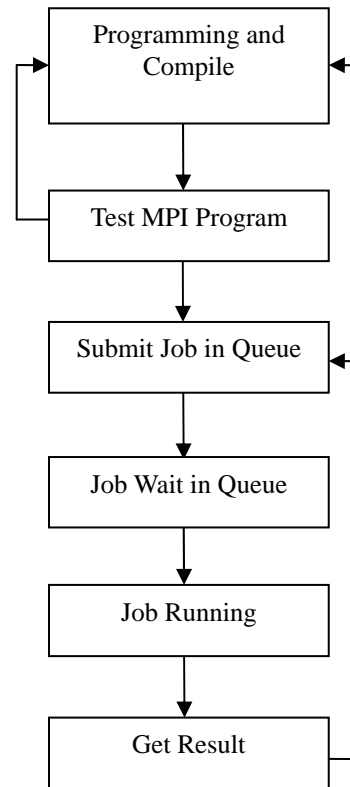 Programming and
Compile
Test MPI Program
Submit Job in Queue
Job Wait in Queue
Job Running
Get Result